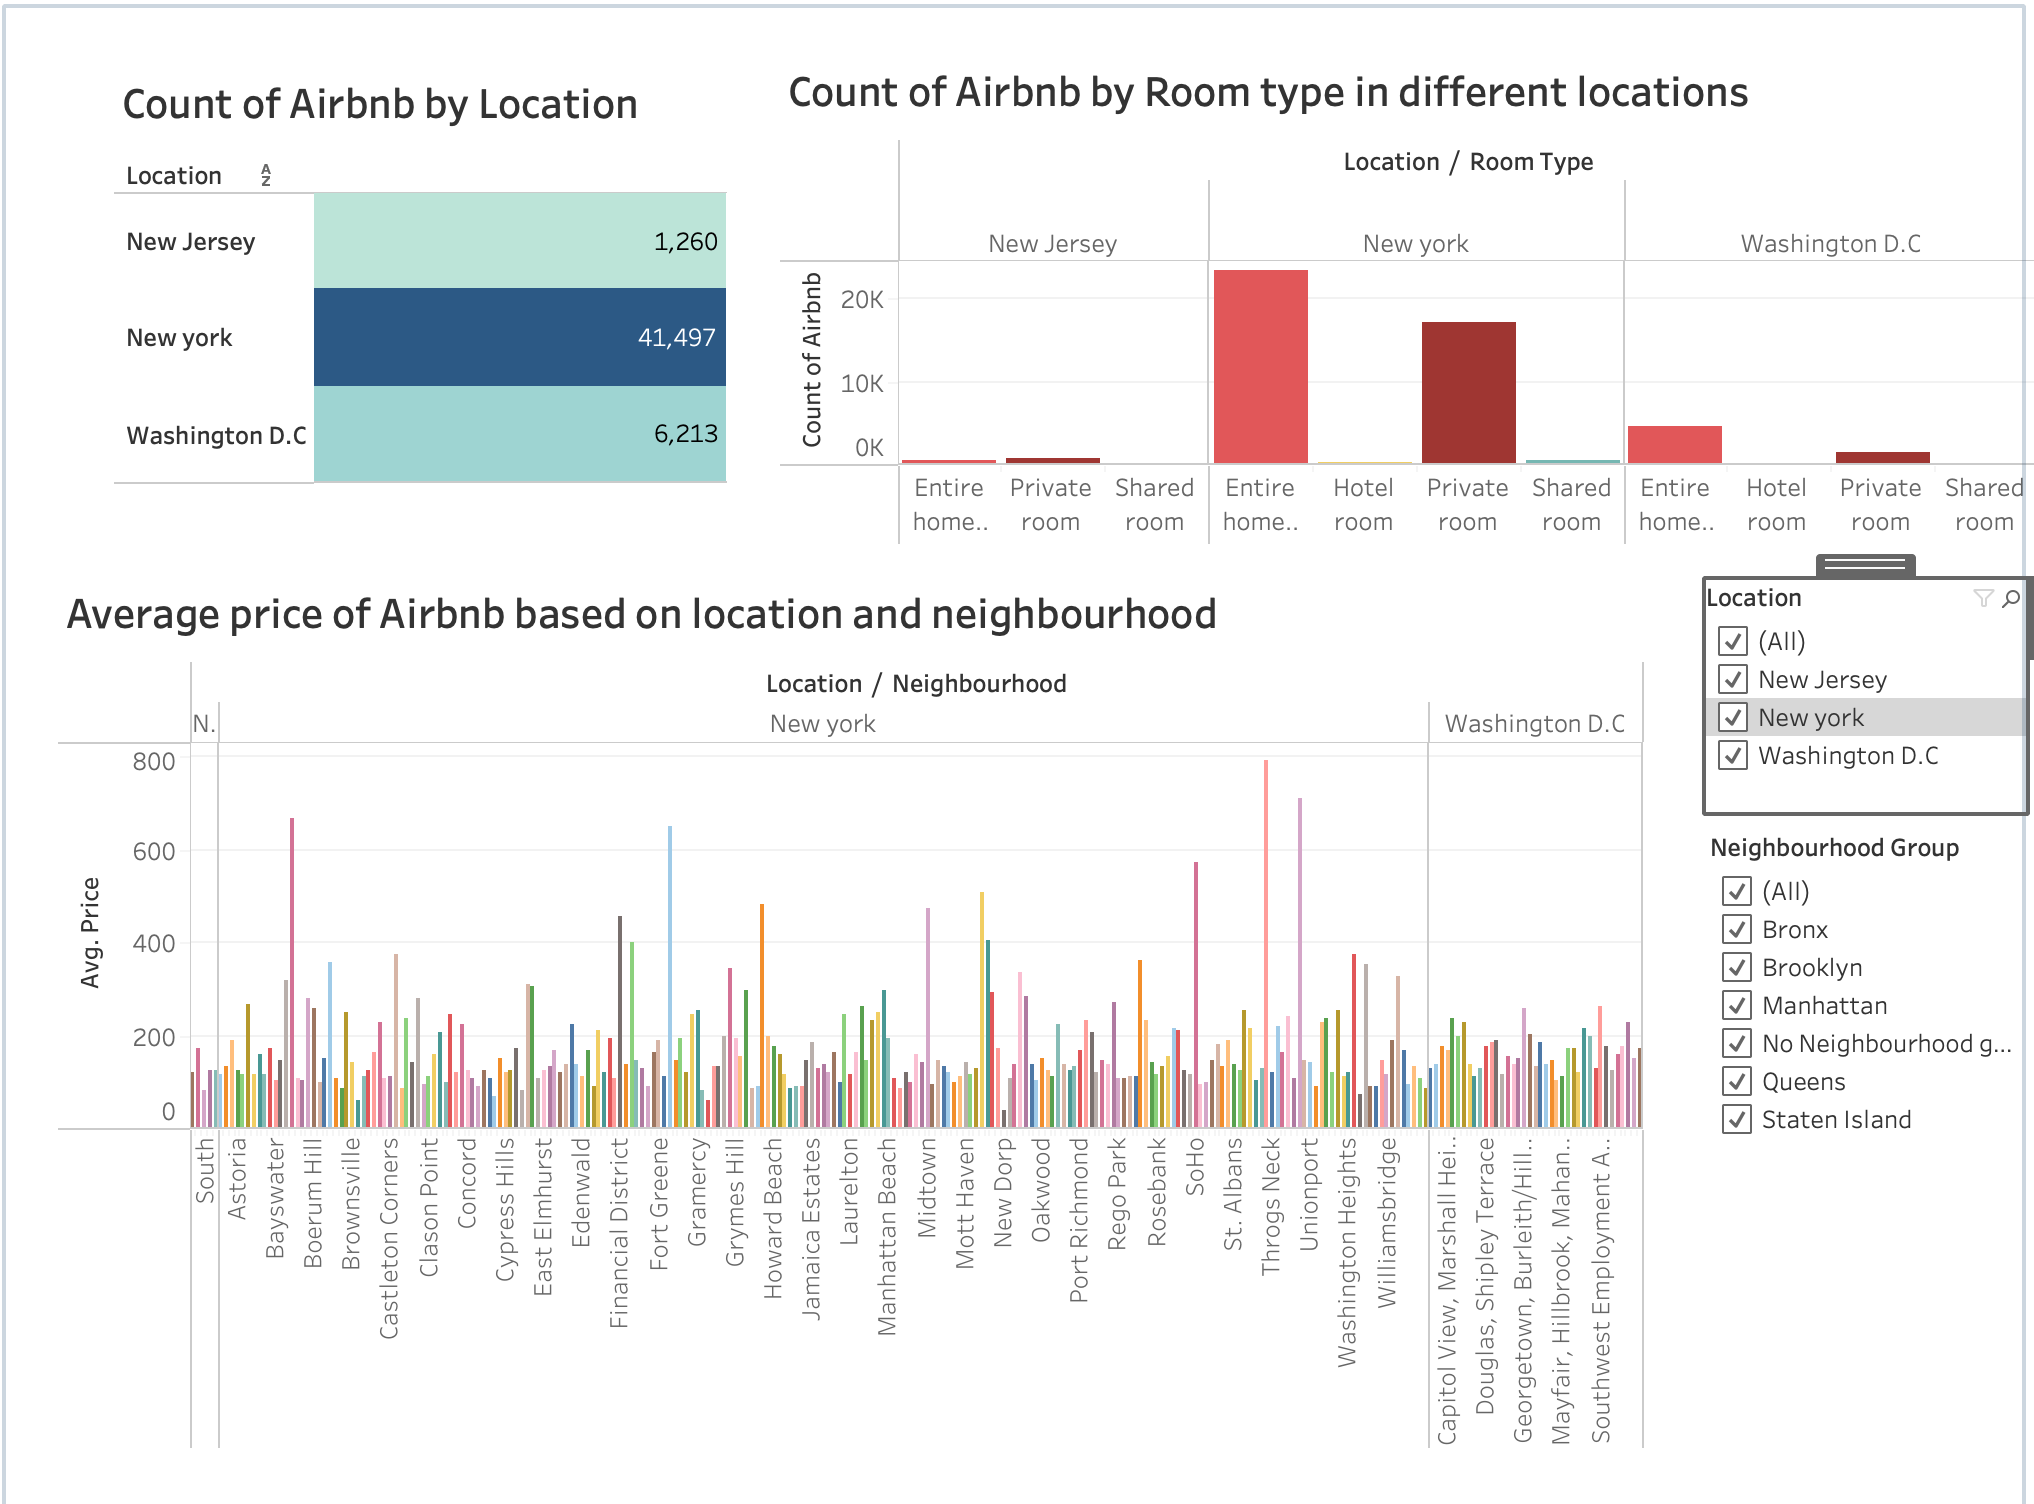 Count of Airbnb by Location
Location AZ
New Jersey 1,260
New york 41,497
Washington D.C 6,213
Count of Airbnb by Room type in different locations
Location / Room Type
New Jersey New york Washington D.C
Count of Airbnb
20K
10K
0K
Entire home.. Private room Shared room Entire home.. Hotel room Private room Shared room Entire home.. Hotel room Private room Shared room
Average price of Airbnb based on location and neighbourhood
Location / Neighbourhood
N. New york Washington D.C
Avg. Price
800
600
400
200
0
South
Astoria
Bayswater
Boerum Hill
Brownsville
Castleton Corners
Clason Point
Concord
Cypress Hills
East Elmhurst
Edenwald
Financial District
Fort Greene
Gramercy
Grymes Hill
Howard Beach
Jamaica Estates
Laurelton
Manhattan Beach
Midtown
Mott Haven
New Dorp
Oakwood
Port Richmond
Rego Park
Rosebank
SoHo
St. Albans
Throgs Neck
Unionport
Washington Heights
Williamsbridge
Capitol View, Marshall Hei..
Douglas, Shipley Terrace
Georgetown, Burleith/Hill..
Mayfair, Hillbrook, Mahan..
Southwest Employment A..
Location
(All)
New Jersey
New york
Washington D.C
Neighbourhood Group
(All)
Bronx
Brooklyn
Manhattan
No Neighbourhood g...
Queens
Staten Island